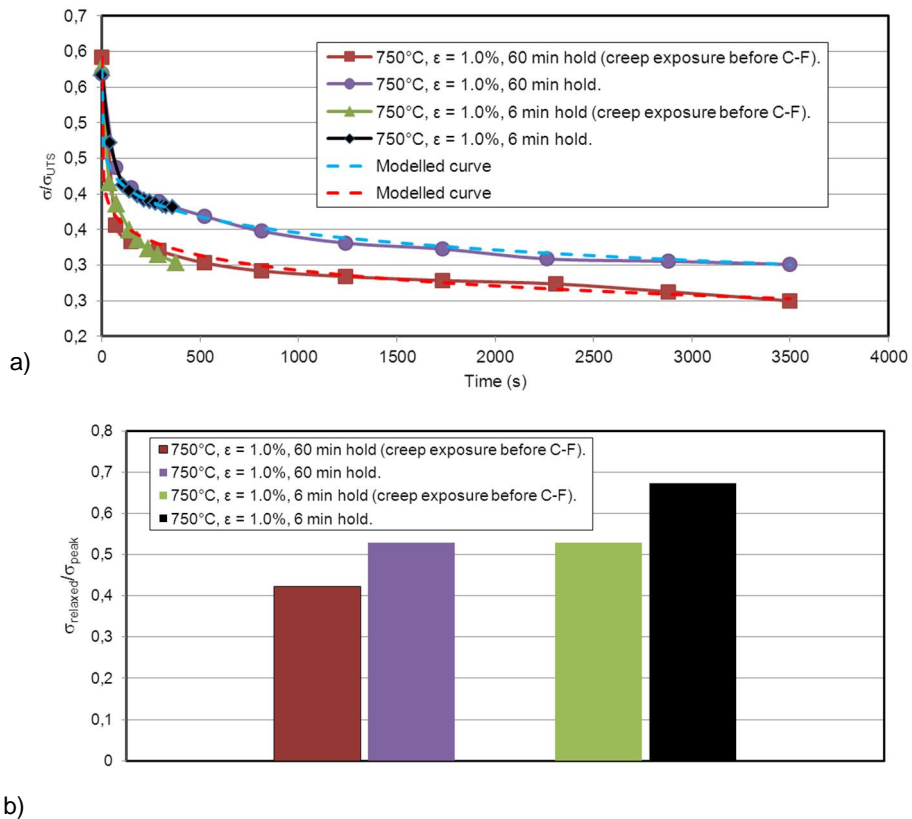 0,7
0,6
0,6
0,5
0,5
0,4
0,4
0,3
0,3
0,2
σ/σUTS
750°C, ε = 1.0%, 60 min hold (creep exposure before C-F).
750°C, ε = 1.0%, 60 min hold.
750°C, ε = 1.0%, 6 min hold (creep exposure before C-F).
750°C, ε = 1.0%, 6 min hold.
Modelled curve
Modelled curve
0 500 1000 1500 2000 2500 3000 3500 4000
Time (s)
a)
0,8
0,7
0,6
0,5
0,4
0,3
0,2
0,1
0
σrelaxed/σpeak
750°C, ε = 1.0%, 60 min hold (creep exposure before C-F).
750°C, ε = 1.0%, 60 min hold.
750°C, ε = 1.0%, 6 min hold (creep exposure before C-F).
750°C, ε = 1.0%, 6 min hold.
b)